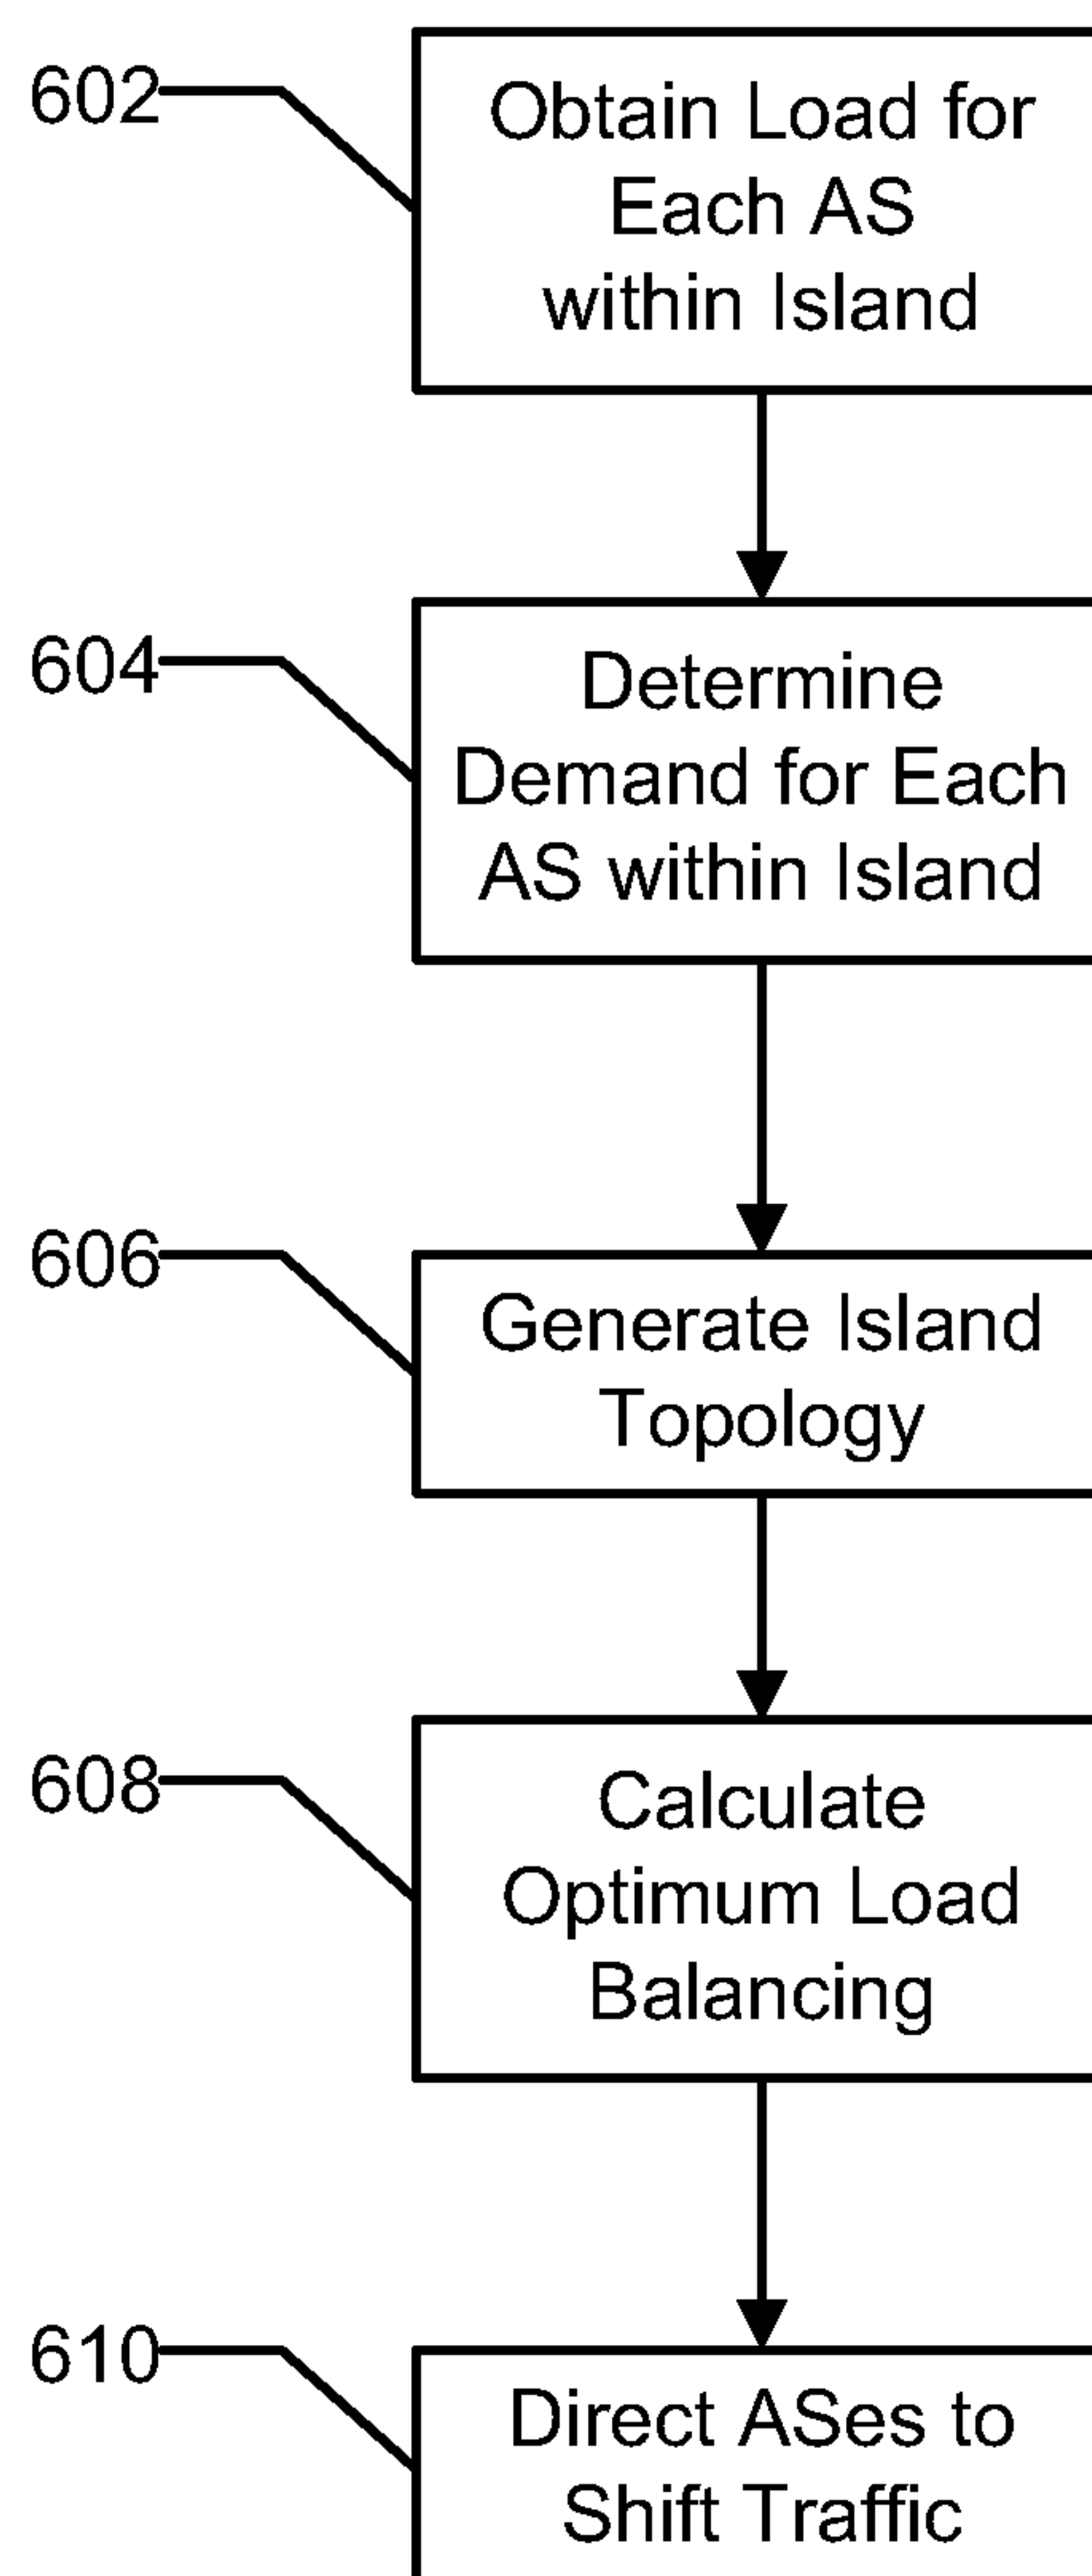 602
Obtain Load for
Each AS
within Island
604
Determine
Demand for Each
AS within Island
606
Generate Island
Topology
608
Calculate
Optimum Load
Balancing
610
Direct ASes to
Shift Traffic